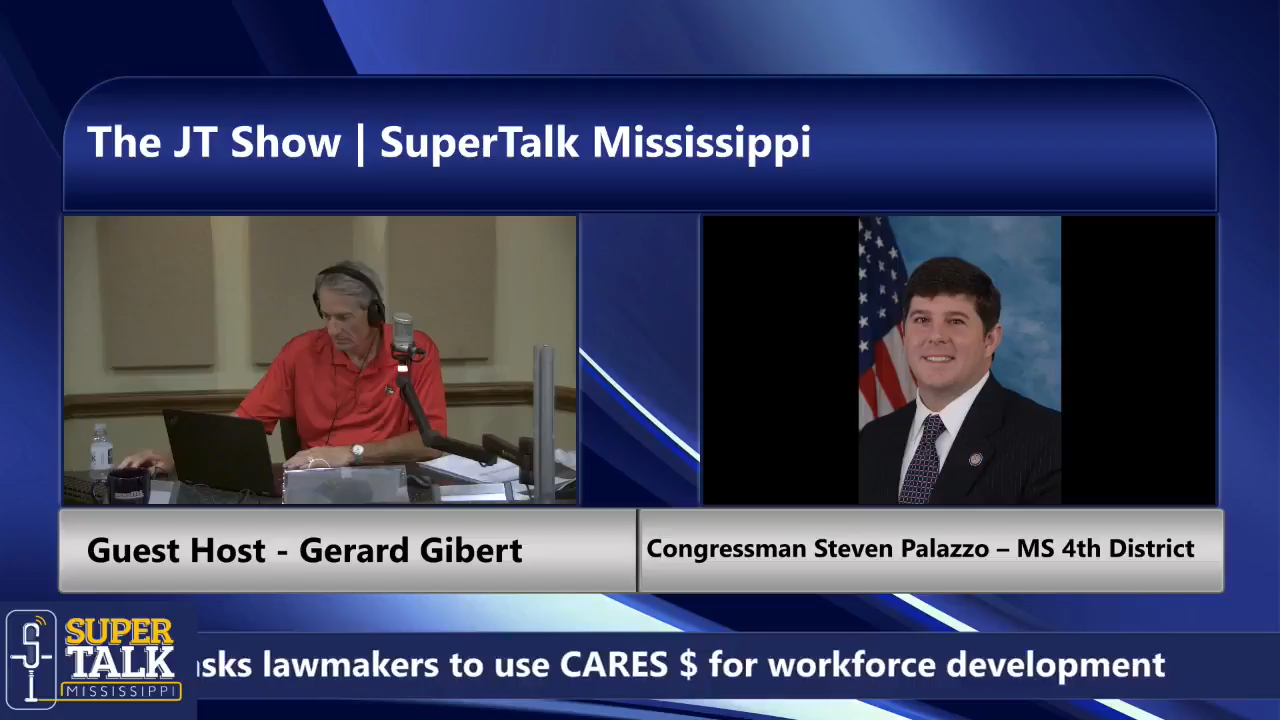 The JT Show | SuperTalk Mississippi
Guest Host - Gerard Gibert
Congressman Steven Palazzo – MS 4th District
SUPER
TALK
MISSISSIPPI
asks lawmakers to use CARES $ for workforce development